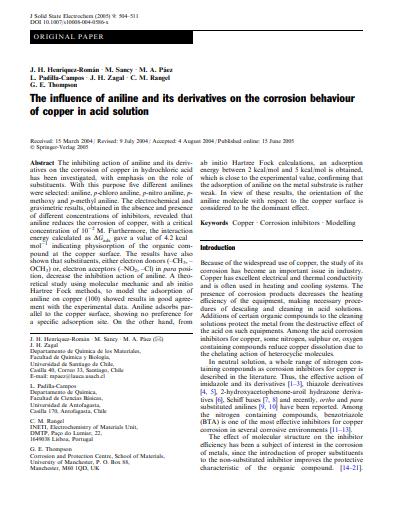 J Solid State Electrochem (2005) 9: 504–511
DOI 10.1007/s10008-004-0586-x
ORIGINAL PAPER
J. H. Henriquez-Román · M. Sancy · M. A. Páez
L. Padilla-Campos · J. H. Zagal · C. M. Rangel
G. E. Thompson
The influence of aniline and its derivatives on the corrosion behaviour
of copper in acid solution
Received: 15 March 2004 / Revised: 9 July 2004 / Accepted: 4 August 2004 / Published online: 15 June 2005
© Springer-Verlag 2005
Abstract The inhibiting action of aniline and its deriv-
atives on the corrosion of copper in hydrochloric acid
has been investigated, with emphasis on the role of
substituents. With this purpose five different anilines
were selected: aniline, p-chloro aniline, p-nitro aniline, p-
methoxy and p-methyl aniline. The electrochemical and
gravimetric results, obtained in the absence and presence
of different concentrations of inhibitors, revealed that
aniline reduces the corrosion of copper, with a critical
concentration of 10⁻² M. Furthermore, the interaction
energy calculated as ΔGads gave a value of 4.2 kcal
mol⁻¹ indicating physisorption of the organic com-
pound at the copper surface. The results have also
shown that substituents, either electron donors (–CH₃, –
OCH₃) or, electron acceptors (–NO₂, –Cl) in para posi-
tion, decrease the inhibition action of aniline. A theo-
retical study using molecular mechanic and ab initio
Hartree Fock methods, to model the adsorption of
aniline on copper (100) showed results in good agree-
ment with the experimental data. Aniline adsorbs par-
allel to the copper surface, showing no preference for
a specific adsorption site. On the other hand, from
J. H. Henriquez-Román · M. Sancy · M. A. Páez (✉)
J. H. Zagal
Departamento de Química de los Materiales,
Facultad de Química y Biología,
Universidad de Santiago de Chile,
Casilla 40, Correo 33, Santiago, Chile
E-mail: mpaez@lauca.usach.cl
L. Padilla-Campos
Departamento de Química,
Facultad de Ciencias Básicas,
Universidad de Antofagasta,
Casilla 170, Antofagasta, Chile
C. M. Rangel
INETI, Electrochemistry of Materials Unit,
DMTP, Paço do Lumiar, 22,
1649038 Lisboa, Portugal
G. E. Thompson
Corrosion and Protection Centre, School of Materials,
University of Manchester, P. O. Box 88,
Manchester, M60 1QD, UK
ab initio Hartree Fock calculations, an adsorption
energy between 2 kcal/mol and 5 kcal/mol is obtained,
which is close to the experimental value, confirming that
the adsorption of aniline on the metal substrate is rather
weak. In view of these results, the orientation of the
aniline molecule with respect to the copper surface is
considered to be the dominant effect.
Keywords Copper · Corrosion inhibitors · Modelling
Introduction
Because of the widespread use of copper, the study of its
corrosion has become an important issue in industry.
Copper has excellent electrical and thermal conductivity
and is often used in heating and cooling systems. The
presence of corrosion products decreases the heating
efficiency of the equipment, making necessary proce-
dures of descaling and cleaning in acid solutions.
Additions of certain organic compounds to the cleaning
solutions protect the metal from the destructive effect of
the acid on such equipments. Among the acid corrosion
inhibitors for copper, some nitrogen, sulphur or, oxygen
containing compounds reduce copper dissolution due to
the chelating action of heterocycle molecules.
In neutral solution, a whole range of nitrogen con-
taining compounds as corrosion inhibitors for copper is
described in the literature. Thus, the effective action of
imidazole and its derivatives [1–3], thiazole derivatives
[4, 5], 2-hydroxyacetophenone-aroil hydrazone deriva-
tives [6], Schiff bases [7, 8] and recently, ortho and para
substituted anilines [9, 10] have been reported. Among
the nitrogen containing compounds, benzotriazole
(BTA) is one of the most effective inhibitors for copper
corrosion in several corrosive environments [11–13].
The effect of molecular structure on the inhibitor
efficiency has been a subject of interest in the corrosion
of metals, since the introduction of proper substituents
to the non-substituted inhibitor improves the protective
characteristic of the organic compound. [14–21].